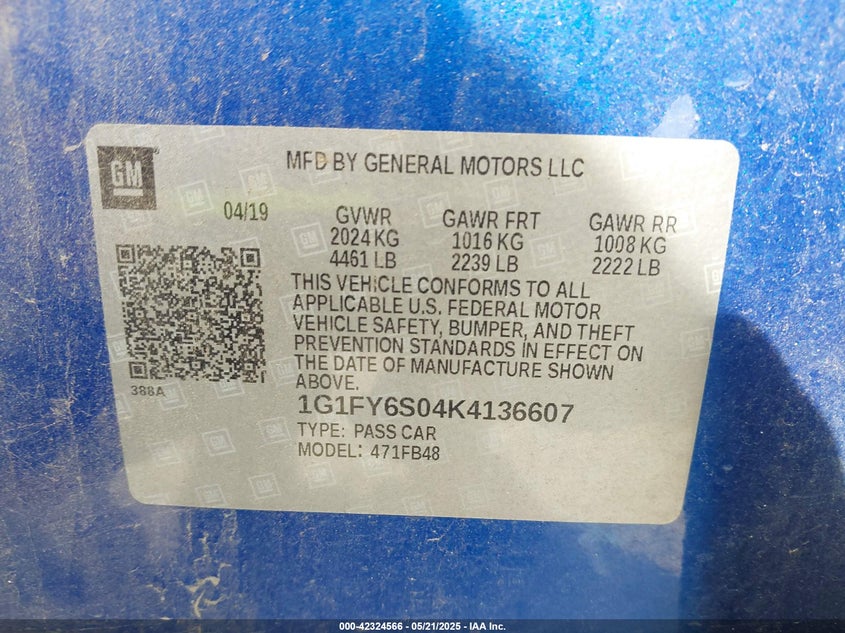 GM
MFD BY GENERAL MOTORS LLC
04/19
GVWR GAWR FRT GAWR RR
2024 KG 1016 KG 1008 KG
4461 LB 2239 LB 2222 LB
THIS VEHICLE CONFORMS TO ALL
APPLICABLE U.S. FEDERAL MOTOR
VEHICLE SAFETY, BUMPER, AND THEFT
PREVENTION STANDARDS IN EFFECT ON
THE DATE OF MANUFACTURE SHOWN
ABOVE.
388A
1G1FY6S04K4136607
TYPE: PASS CAR
MODEL: 471FB48
000-42324566 — 05/21/2025 — IAA Inc.